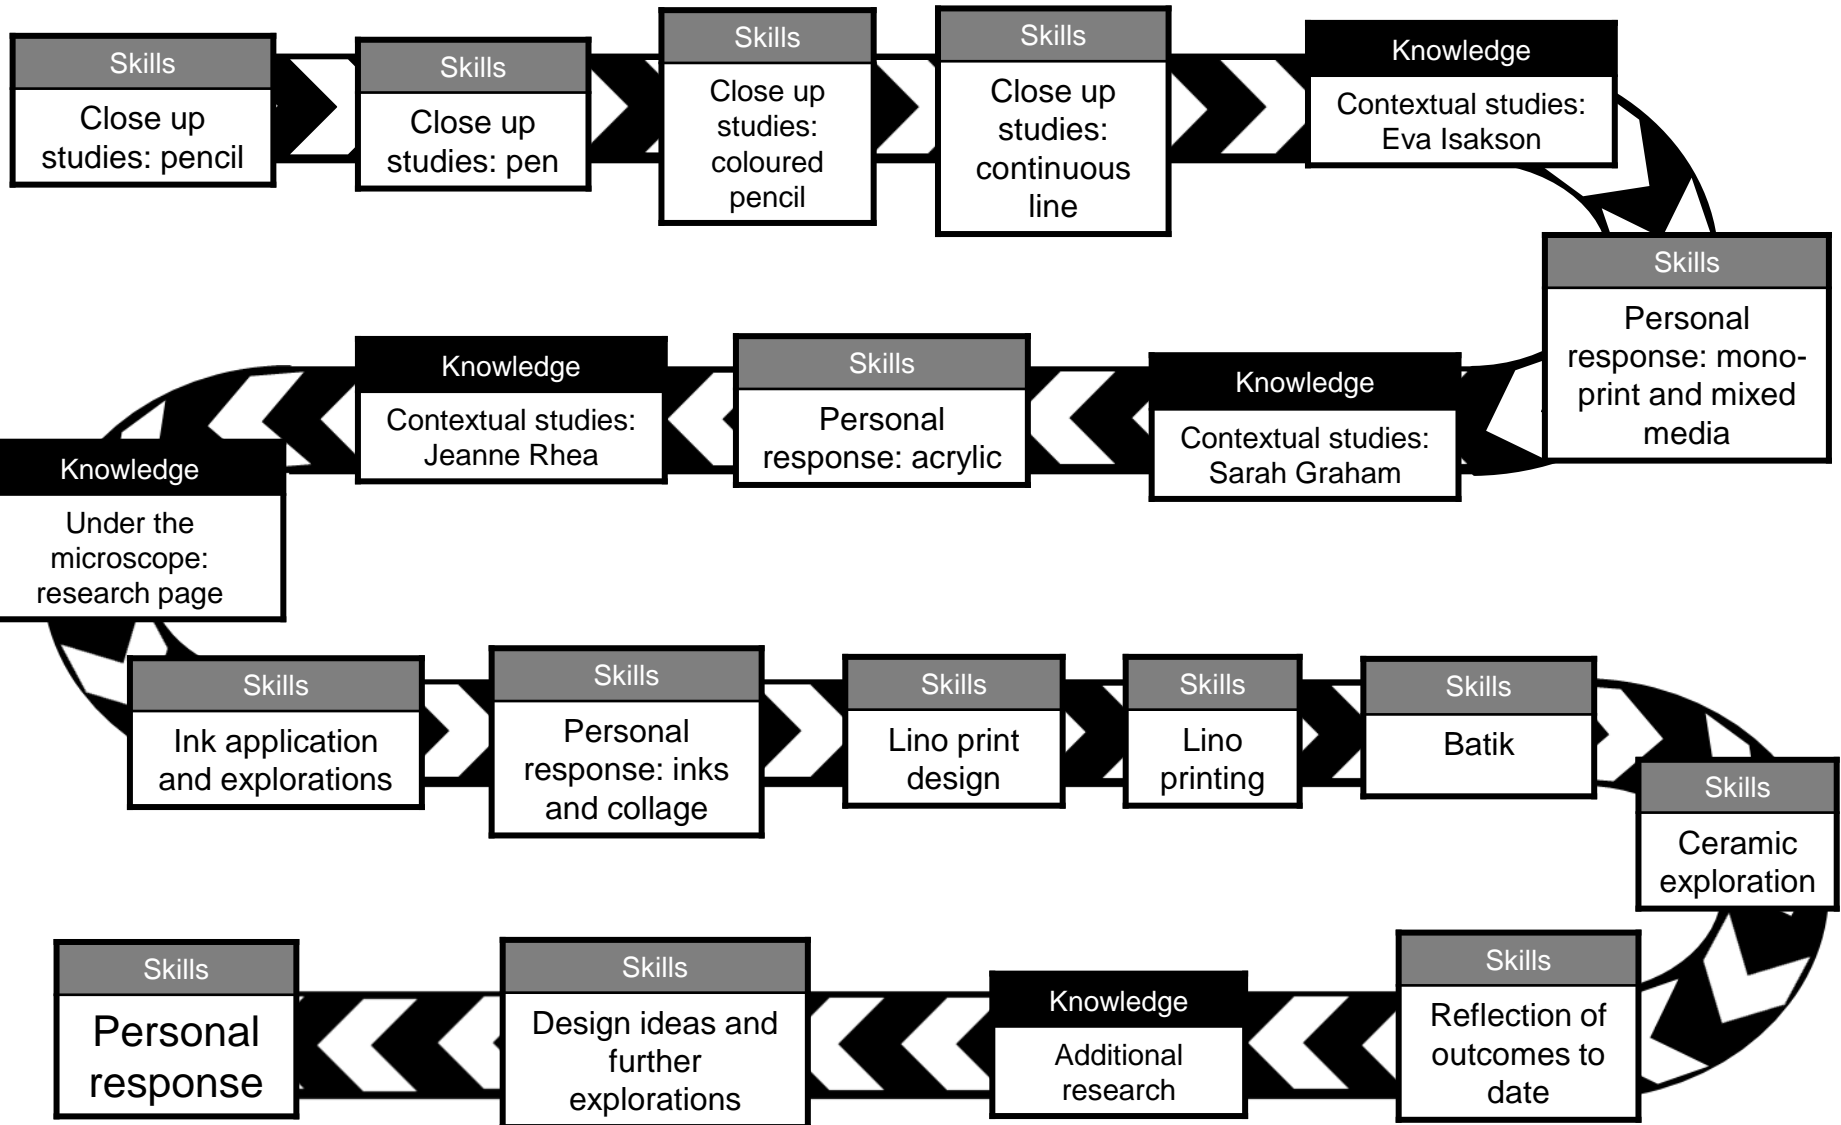 Skills
Close up
studies: pencil
Skills
Close up
studies: pen
Skills
Close up
studies:
coloured
pencil
Skills
Close up
studies:
continuous
line
Knowledge
Contextual studies:
Eva Isakson
Skills
Personal
response: mono-
print and mixed
media
Knowledge
Contextual studies:
Sarah Graham
Skills
Personal
response: acrylic
Knowledge
Contextual studies:
Jeanne Rhea
Knowledge
Under the
microscope:
research page
Skills
Ink application
and explorations
Skills
Personal
response: inks
and collage
Skills
Lino print
design
Skills
Lino
printing
Skills
Batik
Skills
Ceramic
exploration
Skills
Reflection of
outcomes to
date
Knowledge
Additional
research
Skills
Design ideas and
further
explorations
Skills
Personal
response